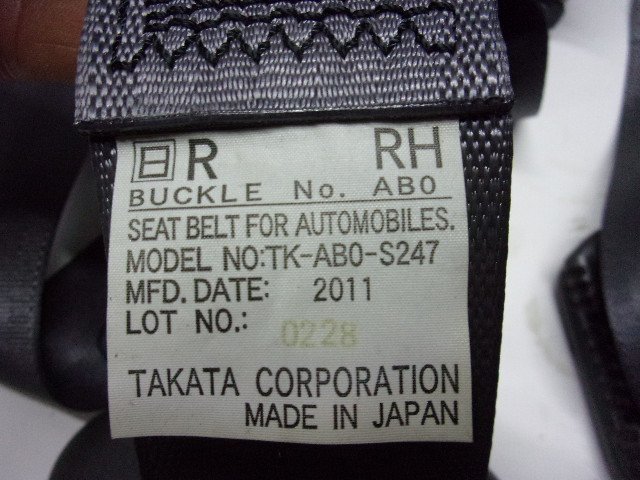 日 R RH
BUCKLE No. AB0
SEAT BELT FOR AUTOMOBILES.
MODEL NO:TK-AB0-S247
MFD. DATE: 2011
LOT NO.: 0228
TAKATA CORPORATION
MADE IN JAPAN